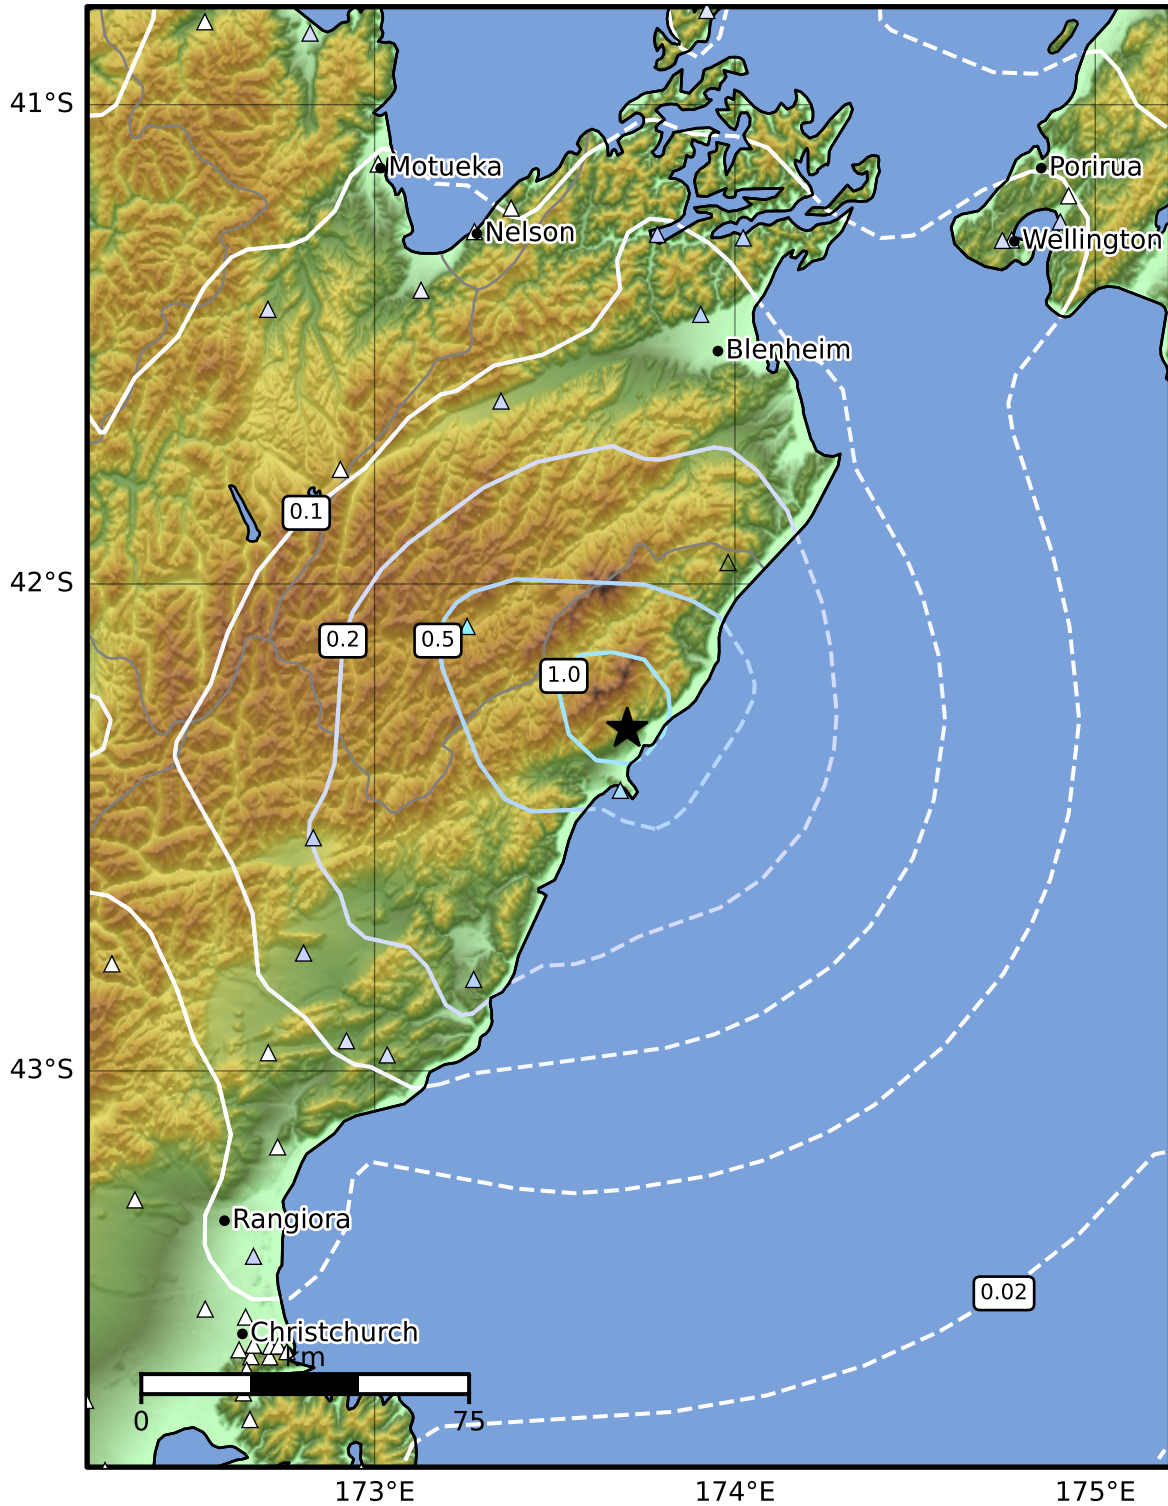 41°S
Motueka
Porirua
Nelson
Wellington
Blenheim
0.1
42°S
0.2
0.5
1.0
43°S
Rangiora
0.02
Christchurch
km
0
75
173°E
174°E
175°E